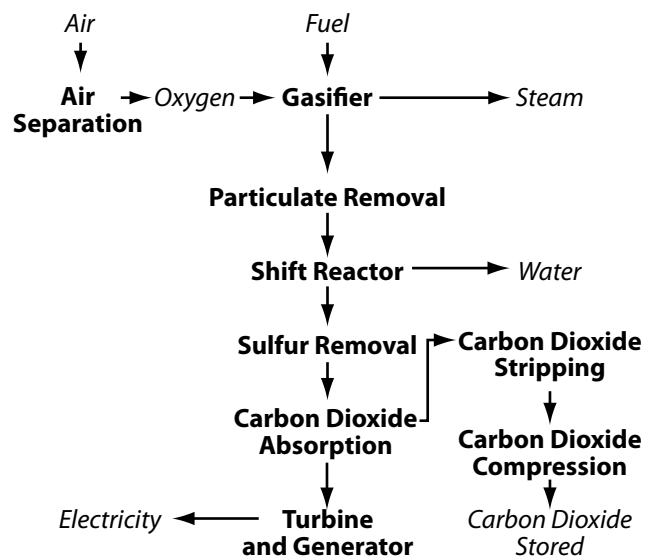 Air
Fuel
Air
Separation
Oxygen
Gasifier
Steam
Particulate Removal
Shift Reactor
Water
Sulfur Removal
Carbon Dioxide
Stripping
Carbon Dioxide
Absorption
Carbon Dioxide
Compression
Electricity
Turbine
and Generator
Carbon Dioxide
Stored